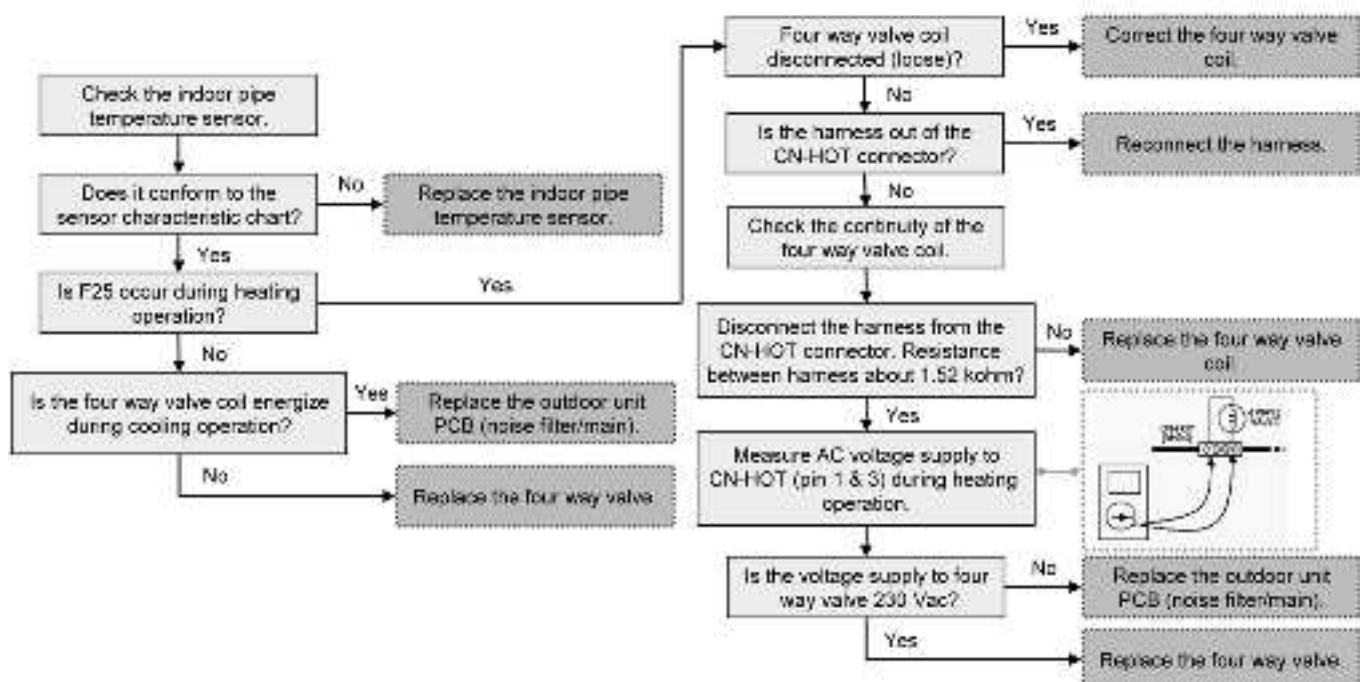 Check the indoor pipe
temperature sensor.
Does it conform to the
sensor characteristic chart?
No
Replace the indoor pipe
temperature sensor.
Yes
Is F25 occur during heating
operation?
Yes
No
Is the four way valve coil energize
during cooling operation?
Yes
Replace the outdoor unit
PCB (noise filter/main).
No
Replace the four way valve
Four way valve coil
disconnected (loose)?
Yes
Correct the four way valve
coil.
No
Is the harness out of the
CN-HOT connector?
Yes
Reconnect the harness.
No
Check the continuity of the
four way valve coil.
Disconnect the harness from the
CN-HOT connector. Resistance
between harness about 1.52 kohm?
No
Replace the four way valve
coil.
Yes
Measure AC voltage supply to
CN-HOT (pin 1 & 3) during heating
operation.
Is the voltage supply to four
way valve 230 Vac?
No
Replace the outdoor unit
PCB (noise filter/main).
Yes
Replace the four way valve.